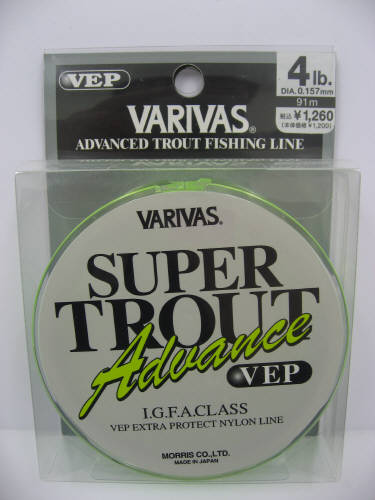 VEP
4lb.
DIA. 0.157mm
91m
税込 ¥1,260
(本体価格 ¥1,200)
VARIVAS®
ADVANCED TROUT FISHING LINE
VARIVAS®
SUPER
TROUT
Advance
VEP
I.G.F.A.CLASS
VEP EXTRA PROTECT NYLON LINE
MORRIS CO.,LTD.
MADE IN JAPAN